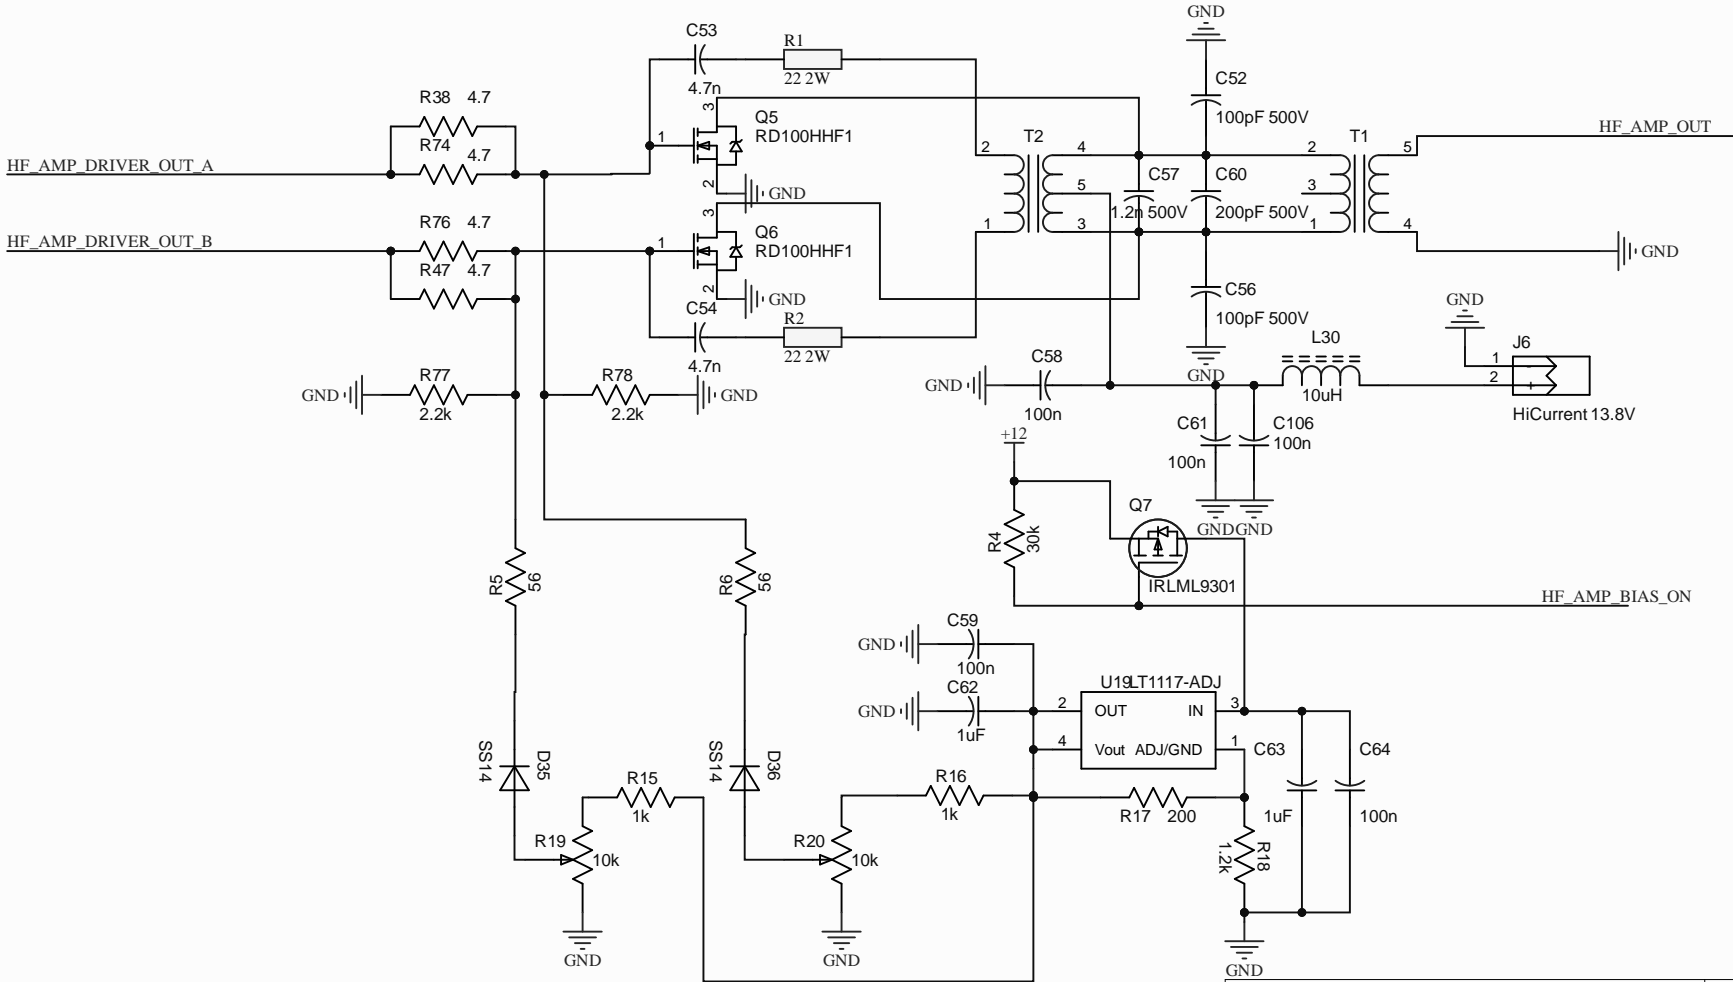 GND
C53
R1
4.7n
22 2W
C52
100pF 500V
R38 4.7
R74
4.7
3
1
2
Q5
RD100HHF1
GND
HF_AMP_DRIVER_OUT_A
T2
2
1
4
5
3
C57
1.2n 500V
C60
200pF 500V
T1
2
3
1
5
4
HF_AMP_OUT
HF_AMP_DRIVER_OUT_B
R76 4.7
R47 4.7
3
1
2
Q6
RD100HHF1
GND
GND
C54
4.7n
R2
22 2W
C56
100pF 500V
GND
GND
R77
2.2k
R78
2.2k
GND
GND
C58
100n
L30
10uH
GND
J6
1
2
-
+
HiCurrent 13.8V
C61
100n
C106
100n
GND
GND
+12
R4
30k
Q7
IRLML9301
HF_AMP_BIAS_ON
R5
56
R6
56
GND
C59
100n
GND
C62
1uF
U19
LT1117-ADJ
2
OUT
IN
3
4
Vout
ADJ/GND
1
C63
1uF
C64
100n
SS14
D35
SS14
D36
R15
1k
R16
1k
R17 200
R18
1.2k
R19
10k
R20
10k
GND
GND
GND